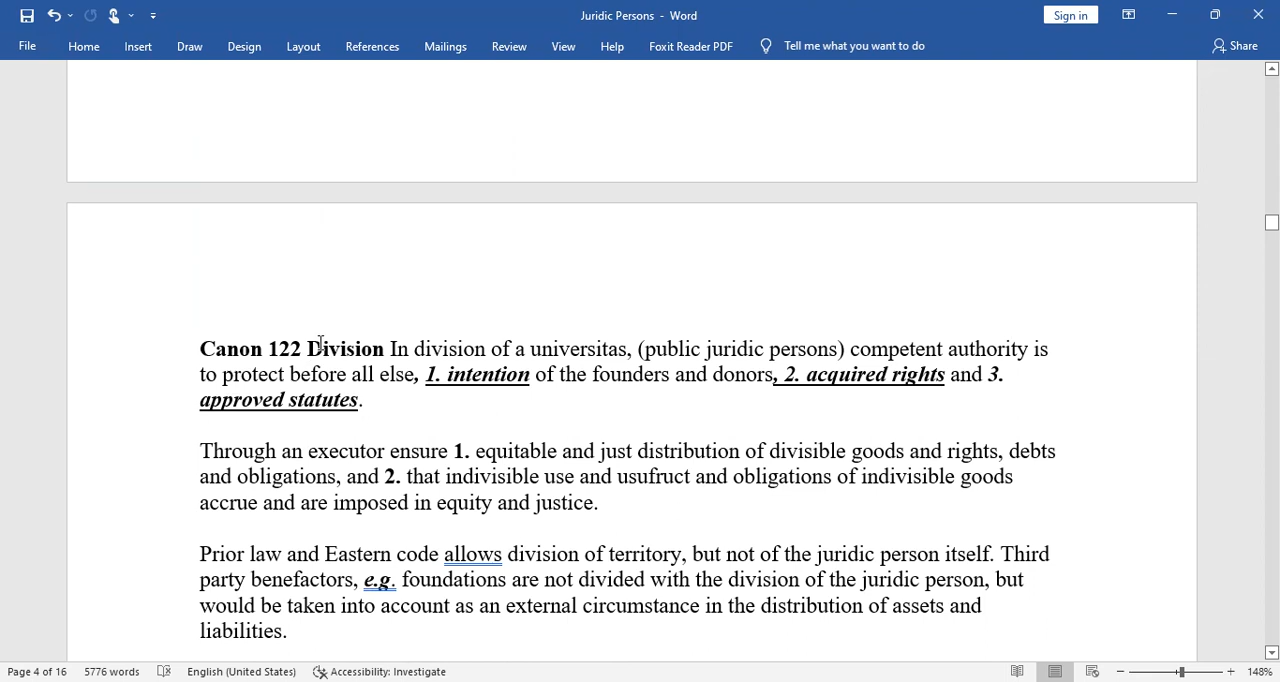 Juridic Persons - Word
Sign in
File Home Insert Draw Design Layout References Mailings Review View Help Foxit Reader PDF Tell me what you want to do Share
Canon 122 Division In division of a universitas, (public juridic persons) competent authority is
to protect before all else, 1. intention of the founders and donors, 2. acquired rights and 3.
approved statutes.
Through an executor ensure 1. equitable and just distribution of divisible goods and rights, debts
and obligations, and 2. that indivisible use and usufruct and obligations of indivisible goods
accrue and are imposed in equity and justice.
Prior law and Eastern code allows division of territory, but not of the juridic person itself. Third
party benefactors, e.g. foundations are not divided with the division of the juridic person, but
would be taken into account as an external circumstance in the distribution of assets and
liabilities.
Page 4 of 16 5776 words English (United States) Accessibility: Investigate 148%